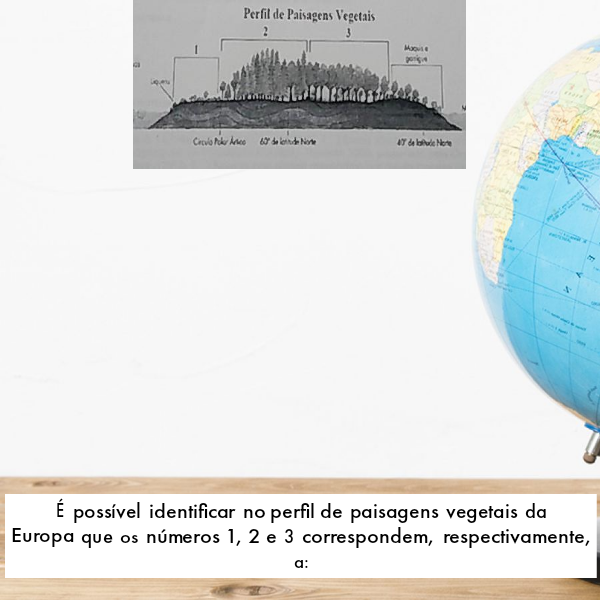 Perfil de Paisagens Vegetais
1
2
3
Maquis e
garrigue
Liquens
Círculo Polar Ártico 60° de latitude Norte 40° de latitude Norte
É possível identificar no perfil de paisagens vegetais da
Europa que os números 1, 2 e 3 correspondem, respectivamente,
a: